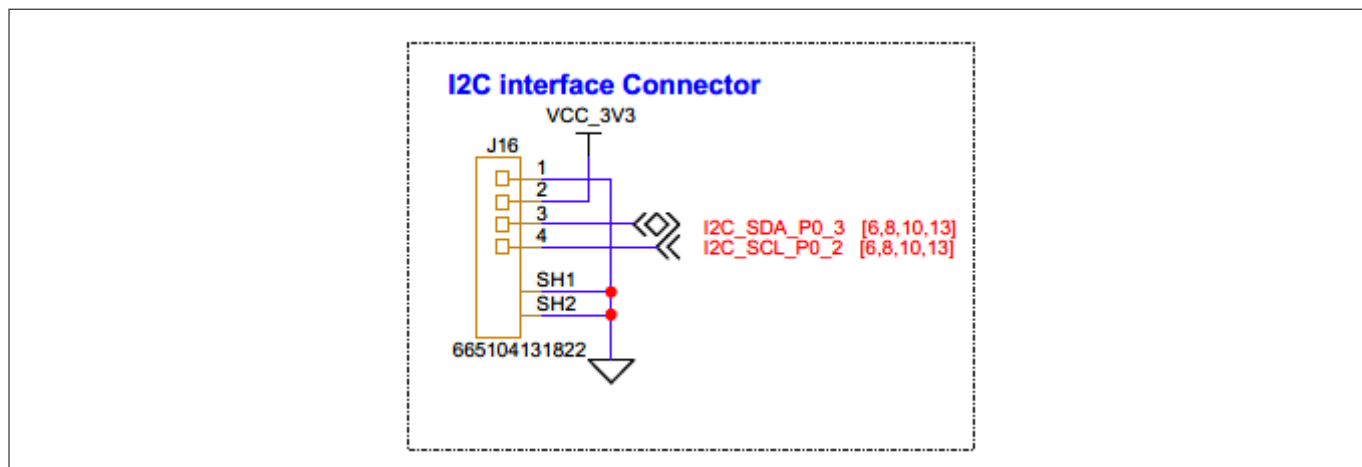 I2C interface Connector
VCC_3V3
J16
1
2
3
I2C_SDA_P0_3 [6,8,10,13]
4
I2C_SCL_P0_2 [6,8,10,13]
SH1
SH2
665104131822